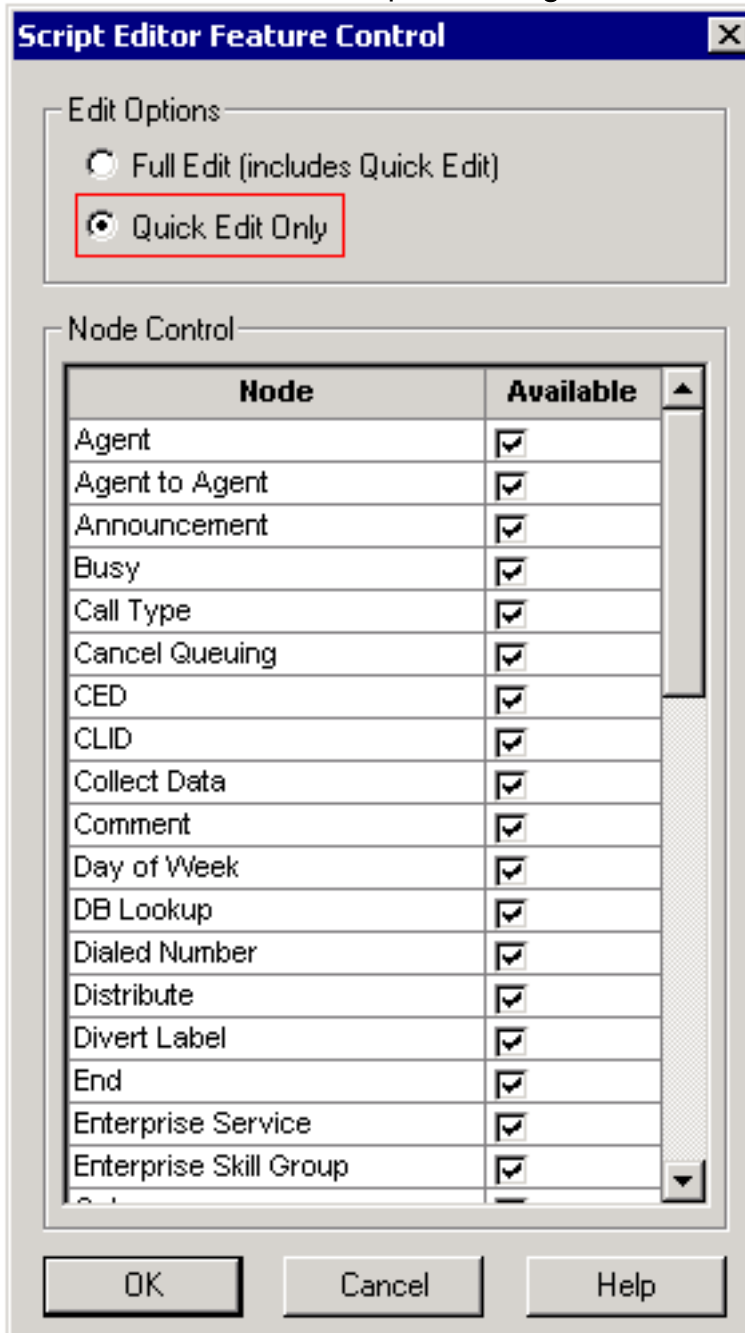 Script Editor Feature Control
Edit Options
Full Edit (includes Quick Edit)
Quick Edit Only
Node Control
Node Available
Agent
Agent to Agent
Announcement
Busy
Call Type
Cancel Queuing
CED
CLID
Collect Data
Comment
Day of Week
DB Lookup
Dialed Number
Distribute
Divert Label
End
Enterprise Service
Enterprise Skill Group
OK Cancel Help